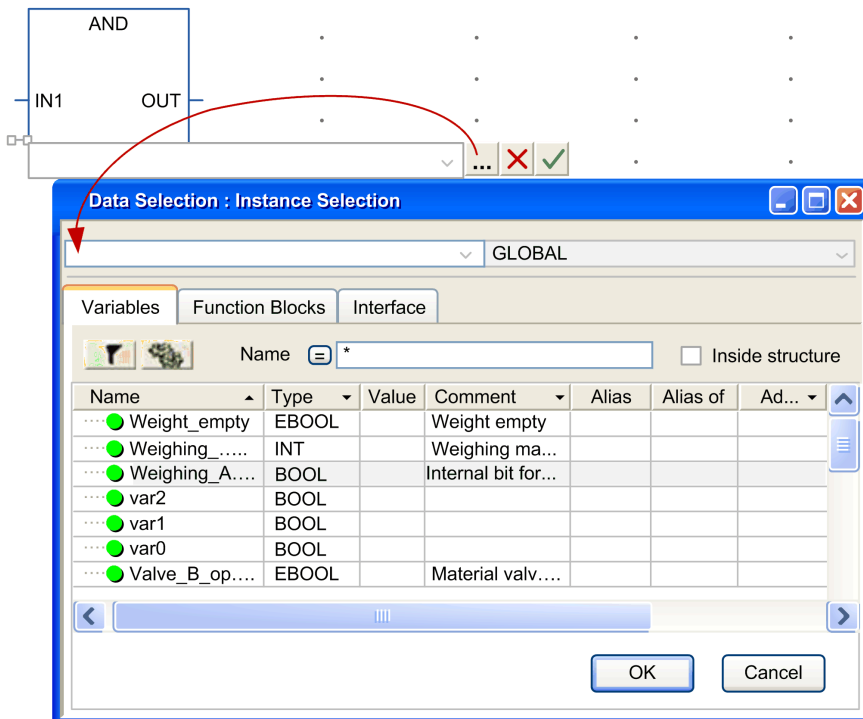 AND
IN1 OUT
...
Data Selection : Instance Selection
GLOBAL
Variables Function Blocks Interface
Name = * Inside structure
Name Type Value Comment Alias Alias of Ad...
Weight_empty EBOOL Weight empty
Weighing_..... INT Weighing ma...
Weighing_A.... BOOL Internal bit for...
var2 BOOL
var1 BOOL
var0 BOOL
Valve_B_op.... EBOOL Material valv....
OK Cancel